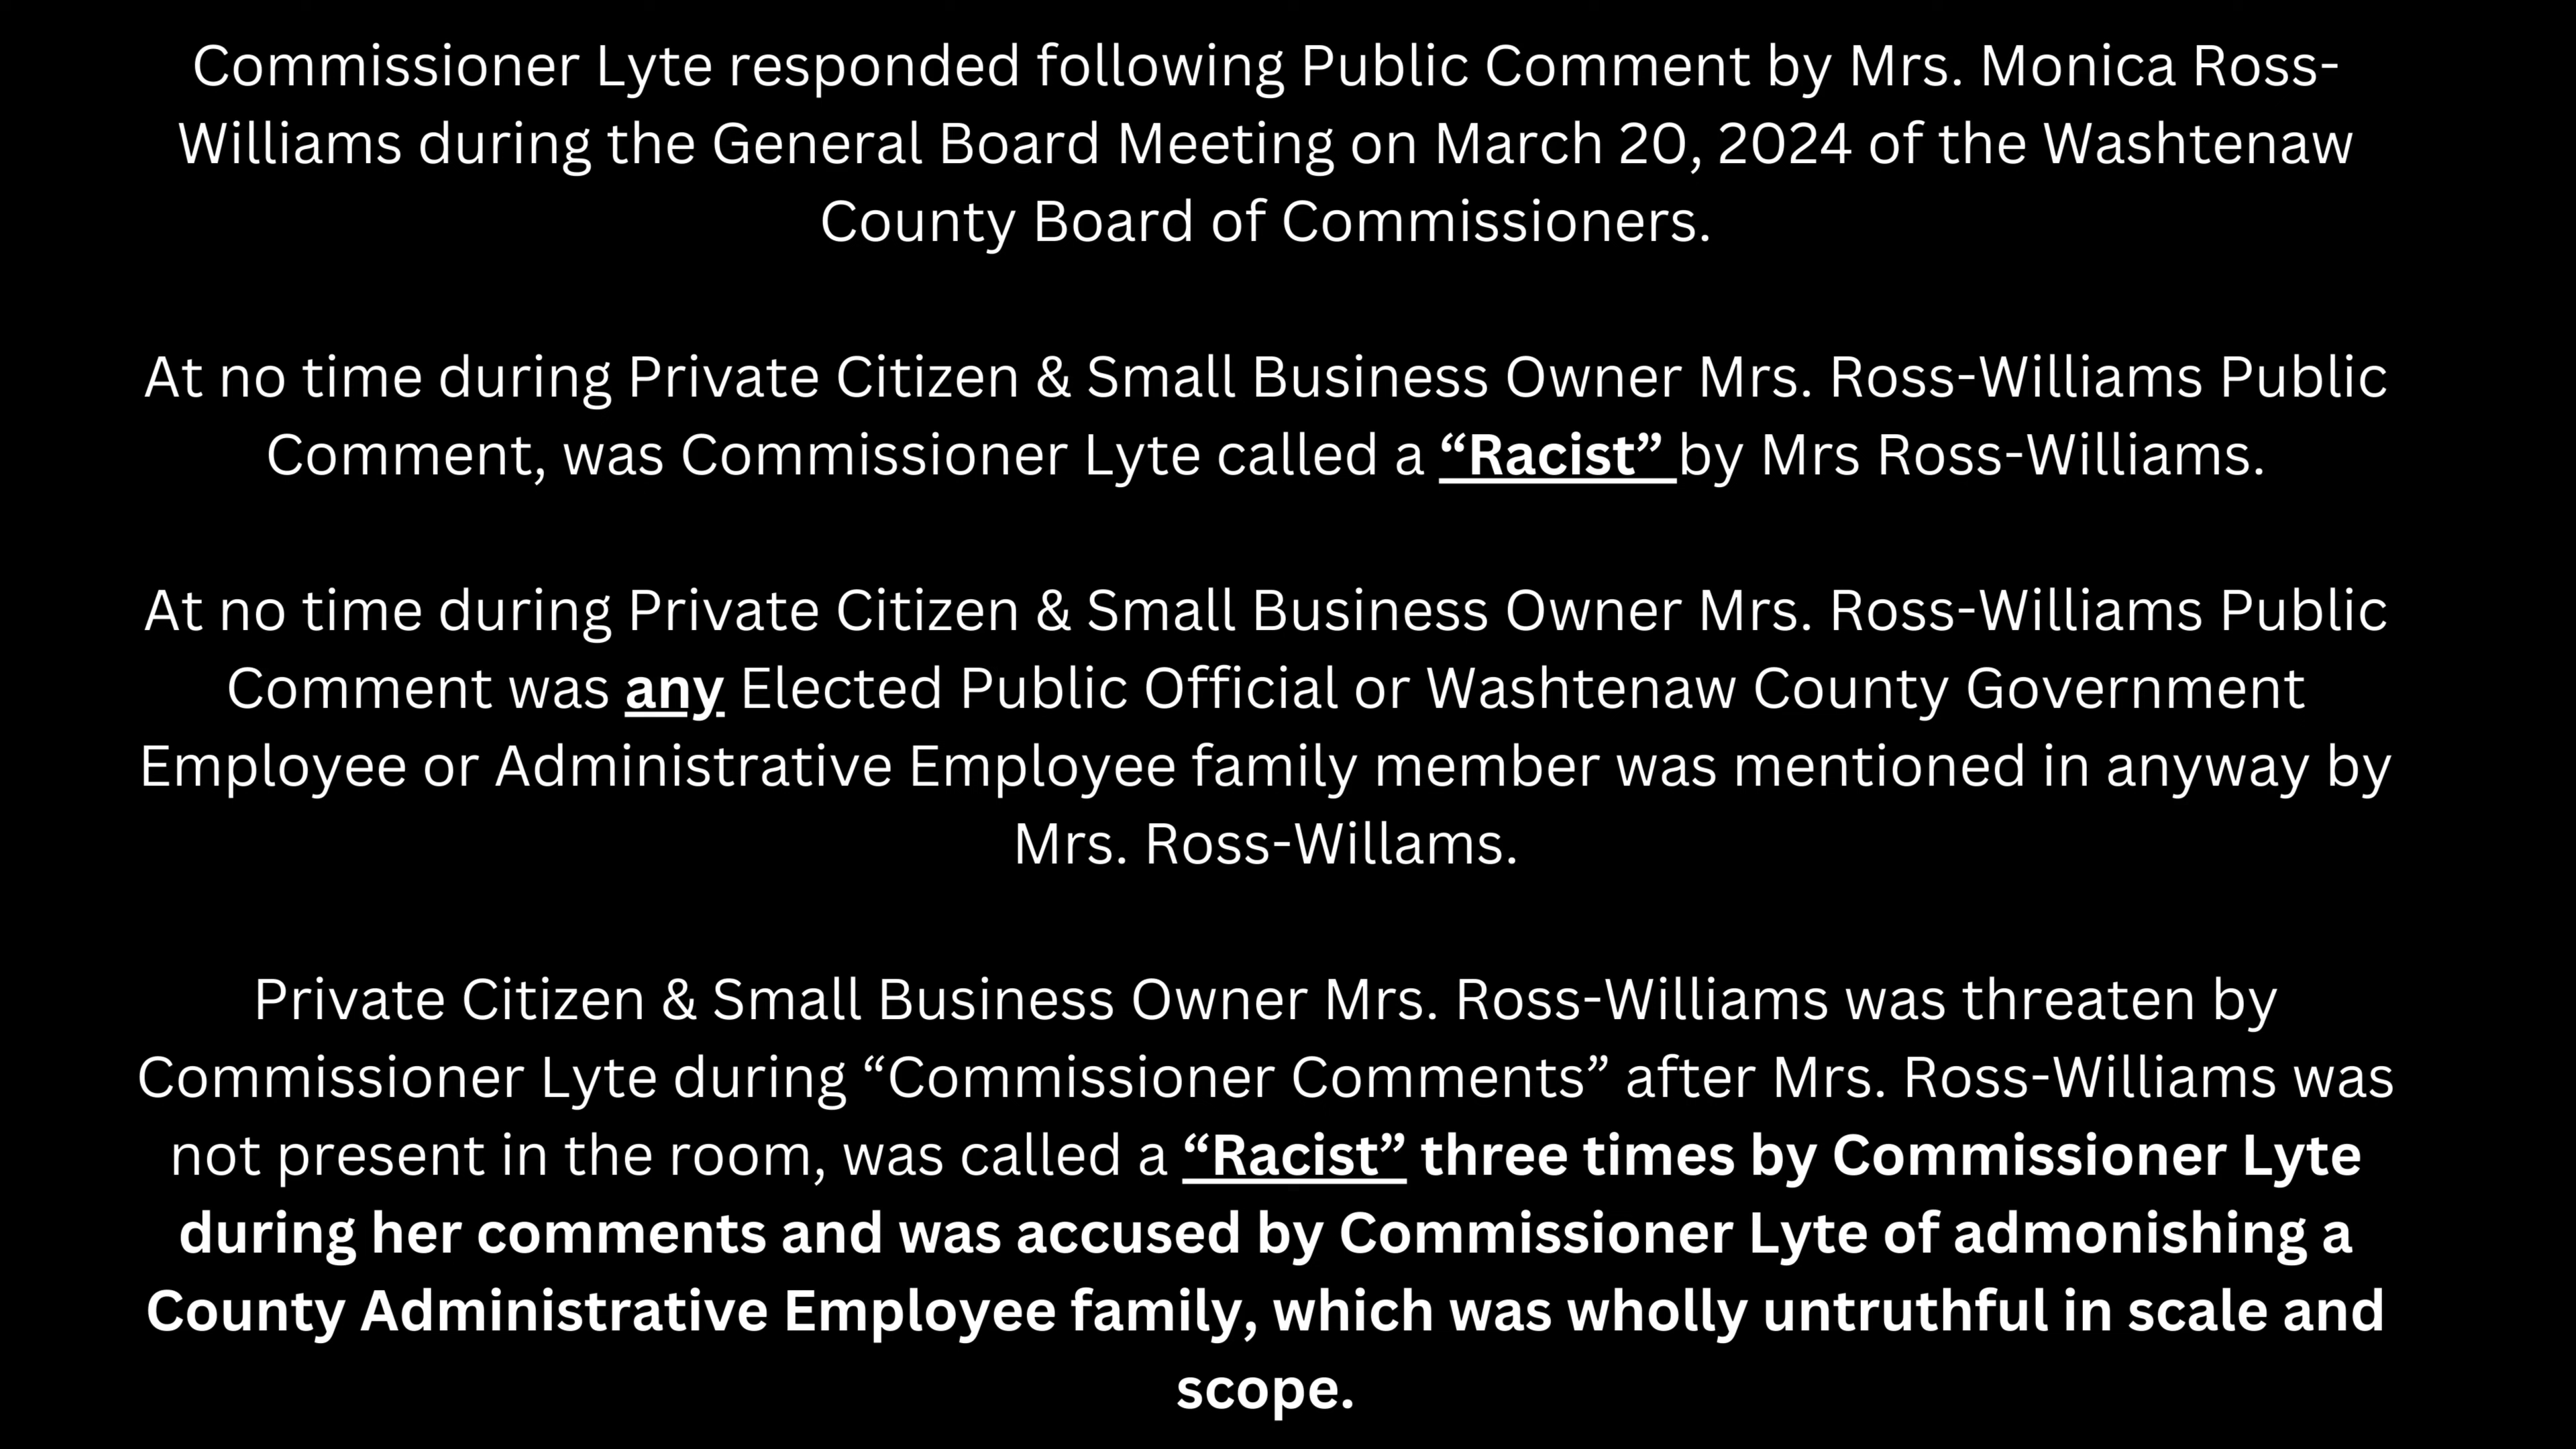 Commissioner Lyte responded following Public Comment by Mrs. Monica Ross-
Williams during the General Board Meeting on March 20, 2024 of the Washtenaw
County Board of Commissioners.
At no time during Private Citizen & Small Business Owner Mrs. Ross-Williams Public
Comment, was Commissioner Lyte called a “Racist” by Mrs Ross-Williams.
At no time during Private Citizen & Small Business Owner Mrs. Ross-Williams Public
Comment was any Elected Public Official or Washtenaw County Government
Employee or Administrative Employee family member was mentioned in anyway by
Mrs. Ross-Willams.
Private Citizen & Small Business Owner Mrs. Ross-Williams was threaten by
Commissioner Lyte during “Commissioner Comments” after Mrs. Ross-Williams was
not present in the room, was called a “Racist” three times by Commissioner Lyte
during her comments and was accused by Commissioner Lyte of admonishing a
County Administrative Employee family, which was wholly untruthful in scale and
scope.